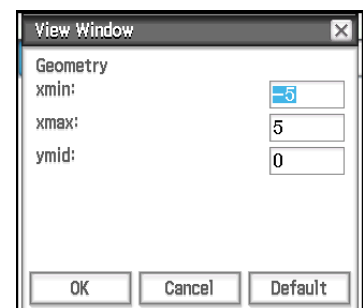 View Window
Geometry
xmin: -5
xmax: 5
ymid: 0
OK Cancel Default